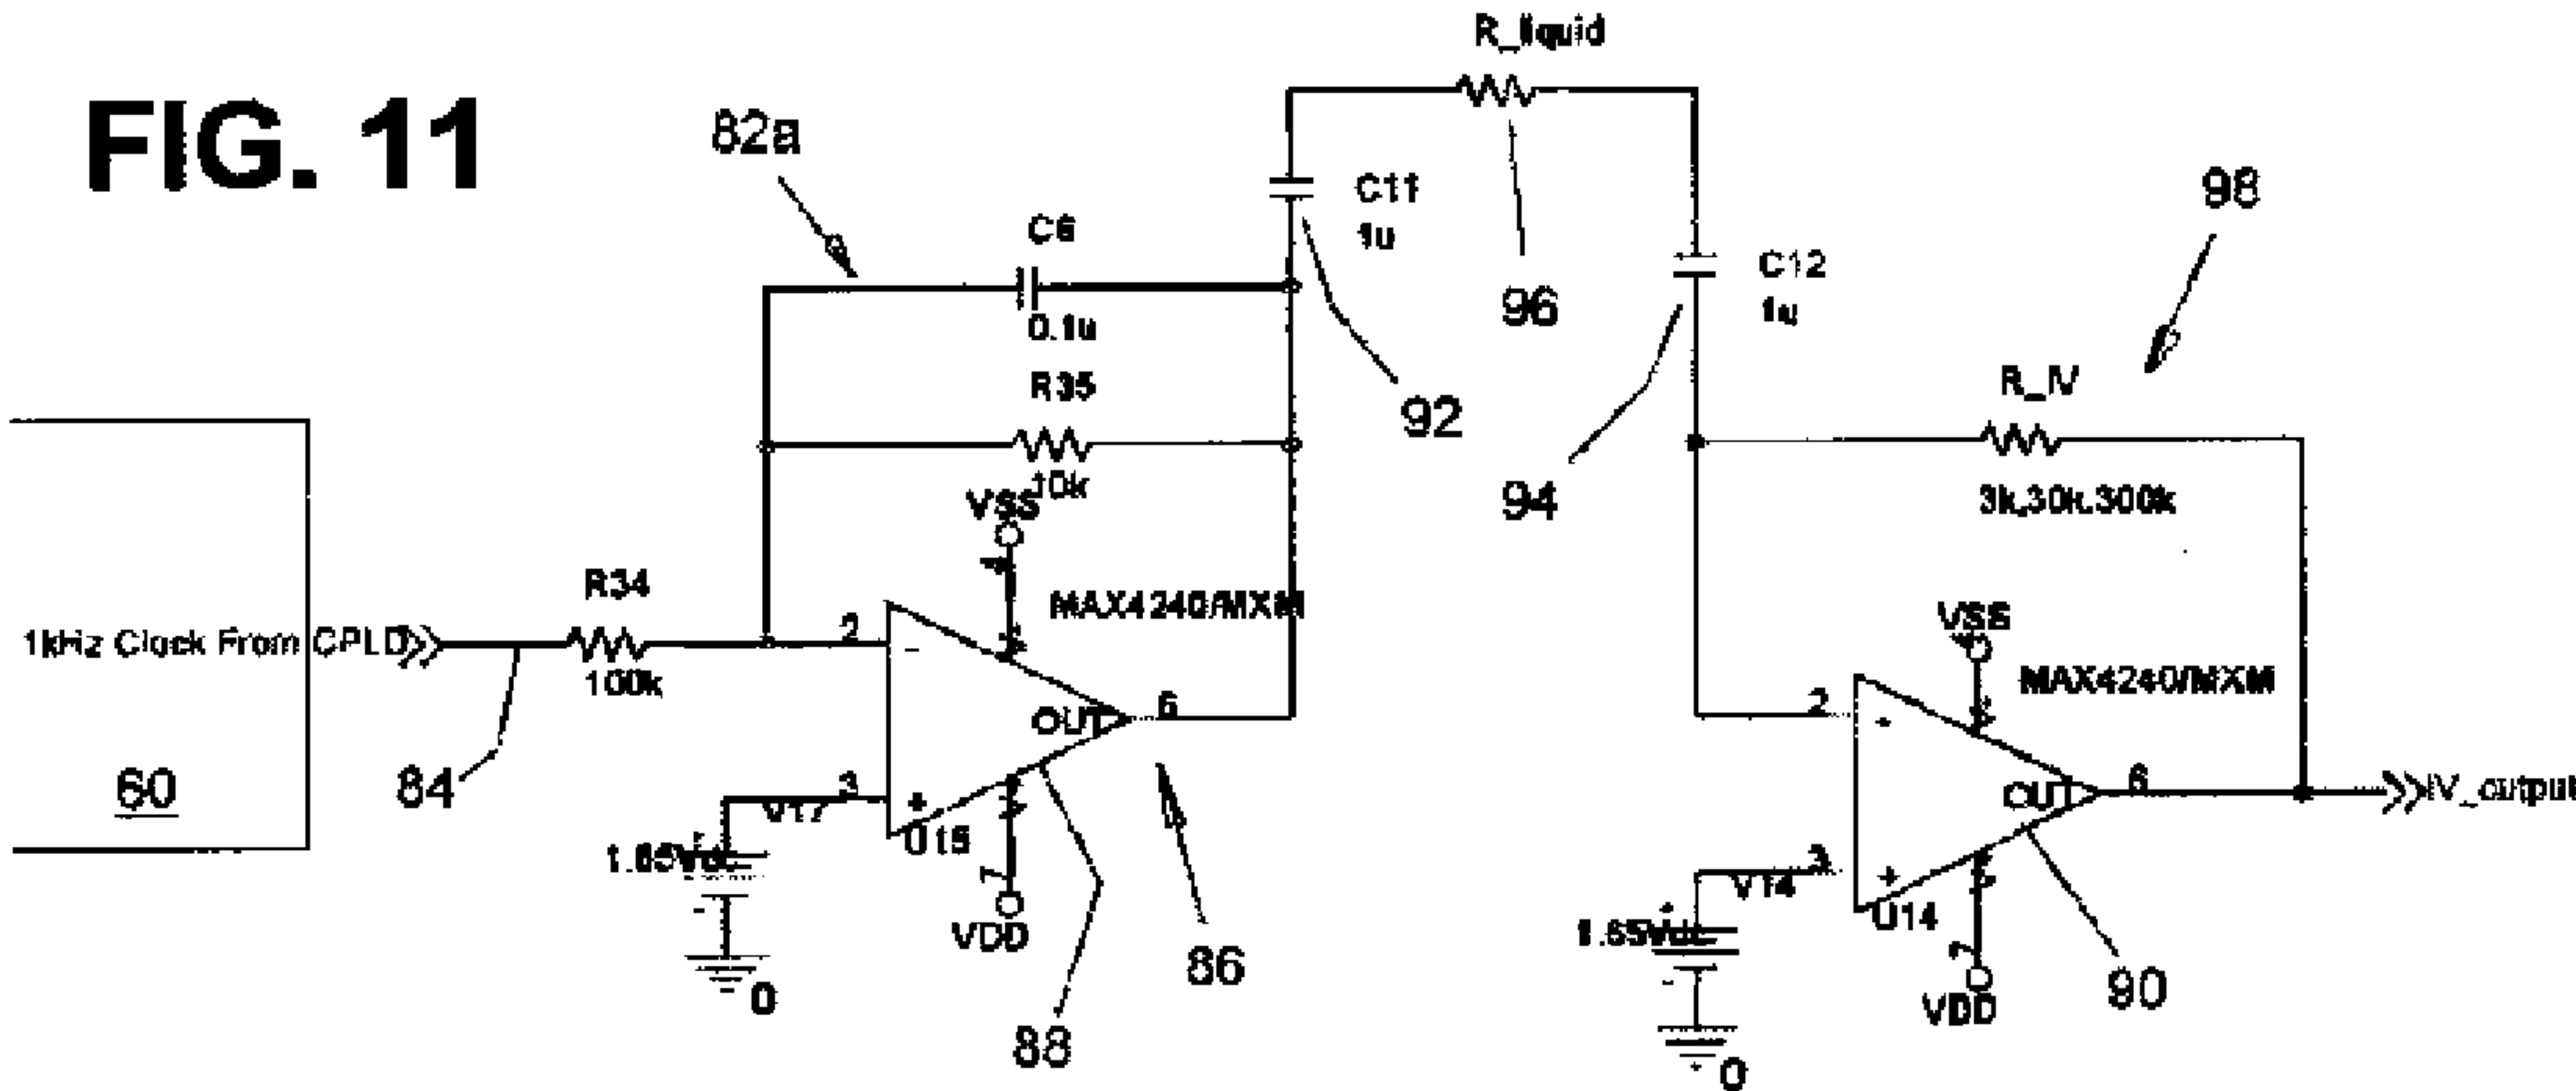 FIG. 11
R_liquid
82a
C11
1u
98
C6
0.1u
C12
1u
96
R35
10k
92
R_IV
3k,30k,300k
94
VSS
4
R34
100k
MAX4240/MXM
1kHz Clock From CPLD
2
-
OUT
6
VSS
MAX4240/MXM
2
-
60
84
3
+
V17
U15
1.65Vdc
7
VDD
0
86
88
OUT
6
IV_output
3
+
V14
U14
1.65Vdc
7
VDD
90
0